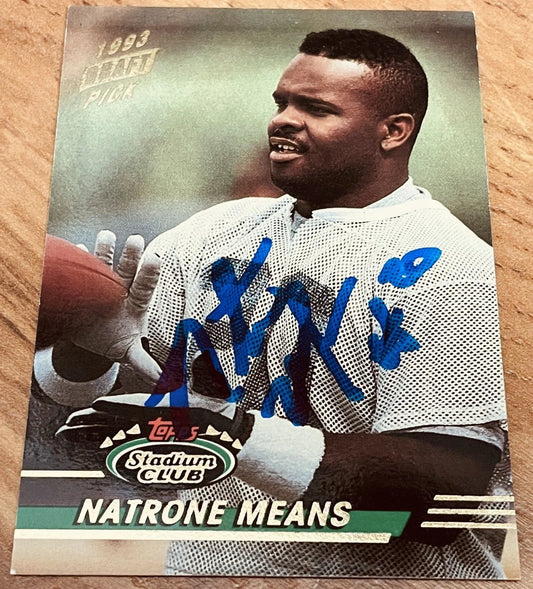 1993
DRAFT
PICK
TOPPS
Stadium
CLUB
NATRONE MEANS